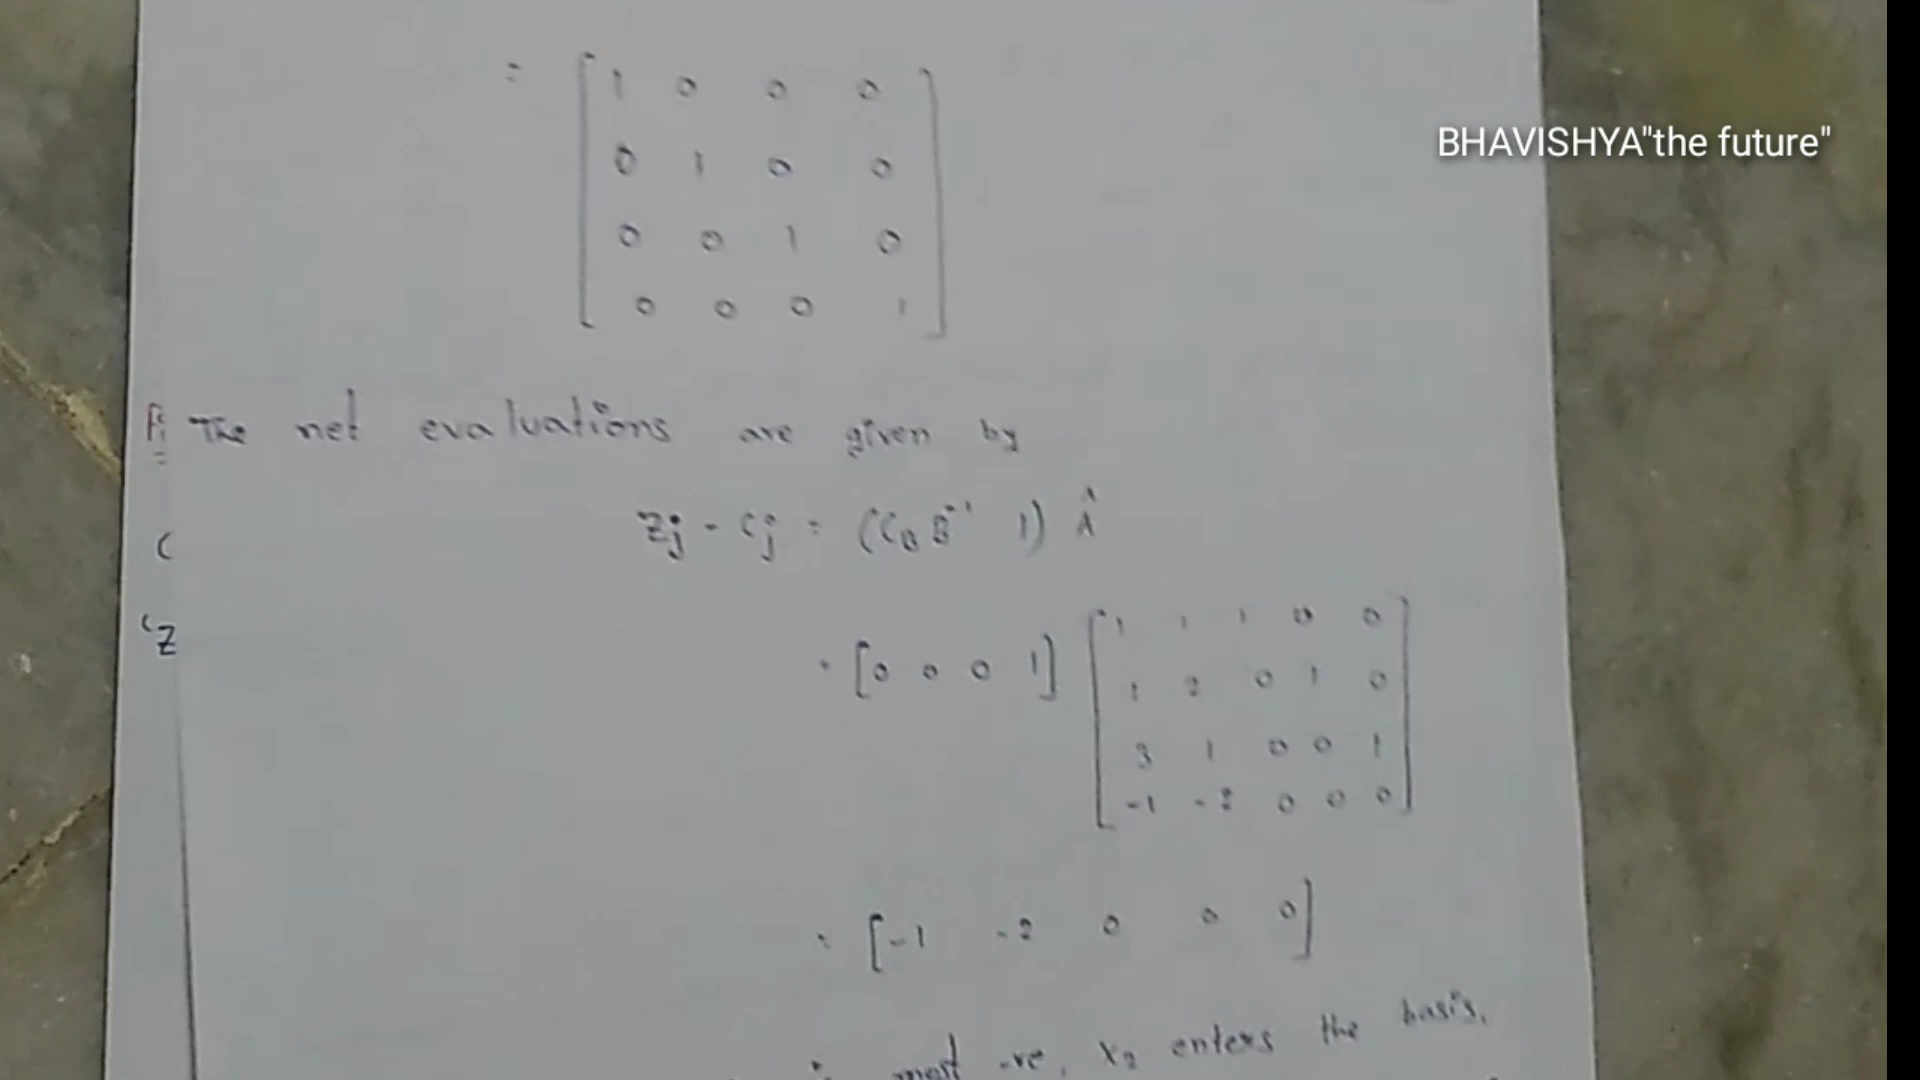 BHAVISHYA"the future"
= [ 1 0 0 0
0 1 0 0
0 0 1 0
0 0 0 1 ]
The net evaluations are given by
Zj - Cj = (CB B⁻¹ 1) Â
= [0 0 0 1] [ 1 1 1 0 0
1 2 0 1 0
3 1 0 0 1
-1 -2 0 0 0 ]
= [-1 -2 0 0 0]
is most -ve, x2 enters the basis.
(
Z